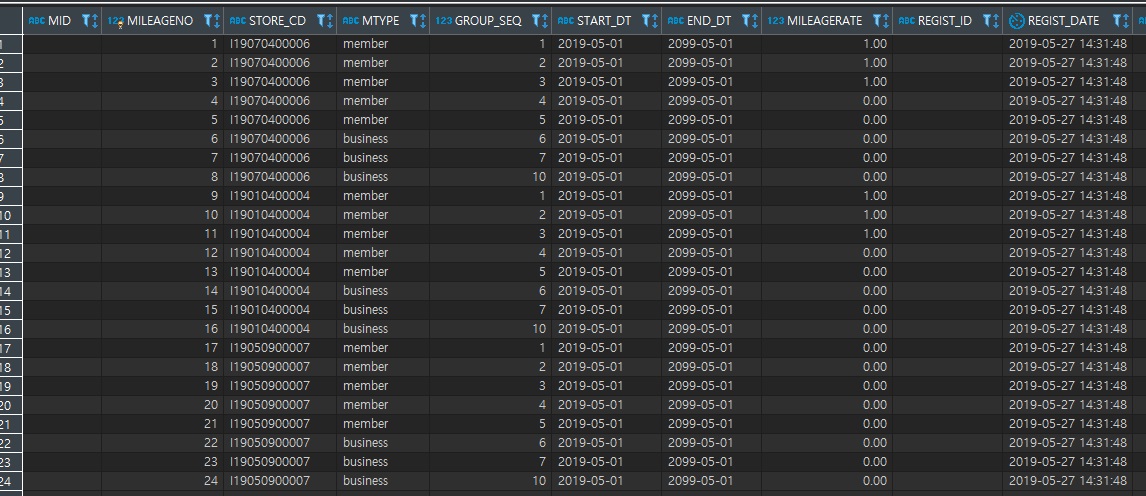 ABC MID 123 MILEAGENO ABC STORE_CD ABC MTYPE 123 GROUP_SEQ ABC START_DT ABC END_DT 123 MILEAGERATE ABC REGIST_ID REGIST_DATE
1 1 I19070400006 member 1 2019-05-01 2099-05-01 1.00 2019-05-27 14:31:48
2 2 I19070400006 member 2 2019-05-01 2099-05-01 1.00 2019-05-27 14:31:48
3 3 I19070400006 member 3 2019-05-01 2099-05-01 1.00 2019-05-27 14:31:48
4 4 I19070400006 member 4 2019-05-01 2099-05-01 0.00 2019-05-27 14:31:48
5 5 I19070400006 member 5 2019-05-01 2099-05-01 0.00 2019-05-27 14:31:48
6 6 I19070400006 business 6 2019-05-01 2099-05-01 0.00 2019-05-27 14:31:48
7 7 I19070400006 business 7 2019-05-01 2099-05-01 0.00 2019-05-27 14:31:48
8 8 I19070400006 business 10 2019-05-01 2099-05-01 0.00 2019-05-27 14:31:48
9 9 I19010400004 member 1 2019-05-01 2099-05-01 1.00 2019-05-27 14:31:48
10 10 I19010400004 member 2 2019-05-01 2099-05-01 1.00 2019-05-27 14:31:48
11 11 I19010400004 member 3 2019-05-01 2099-05-01 1.00 2019-05-27 14:31:48
12 12 I19010400004 member 4 2019-05-01 2099-05-01 0.00 2019-05-27 14:31:48
13 13 I19010400004 member 5 2019-05-01 2099-05-01 0.00 2019-05-27 14:31:48
14 14 I19010400004 business 6 2019-05-01 2099-05-01 0.00 2019-05-27 14:31:48
15 15 I19010400004 business 7 2019-05-01 2099-05-01 0.00 2019-05-27 14:31:48
16 16 I19010400004 business 10 2019-05-01 2099-05-01 0.00 2019-05-27 14:31:48
17 17 I19050900007 member 1 2019-05-01 2099-05-01 0.00 2019-05-27 14:31:48
18 18 I19050900007 member 2 2019-05-01 2099-05-01 0.00 2019-05-27 14:31:48
19 19 I19050900007 member 3 2019-05-01 2099-05-01 0.00 2019-05-27 14:31:48
20 20 I19050900007 member 4 2019-05-01 2099-05-01 0.00 2019-05-27 14:31:48
21 21 I19050900007 member 5 2019-05-01 2099-05-01 0.00 2019-05-27 14:31:48
22 22 I19050900007 business 6 2019-05-01 2099-05-01 0.00 2019-05-27 14:31:48
23 23 I19050900007 business 7 2019-05-01 2099-05-01 0.00 2019-05-27 14:31:48
24 24 I19050900007 business 10 2019-05-01 2099-05-01 0.00 2019-05-27 14:31:48